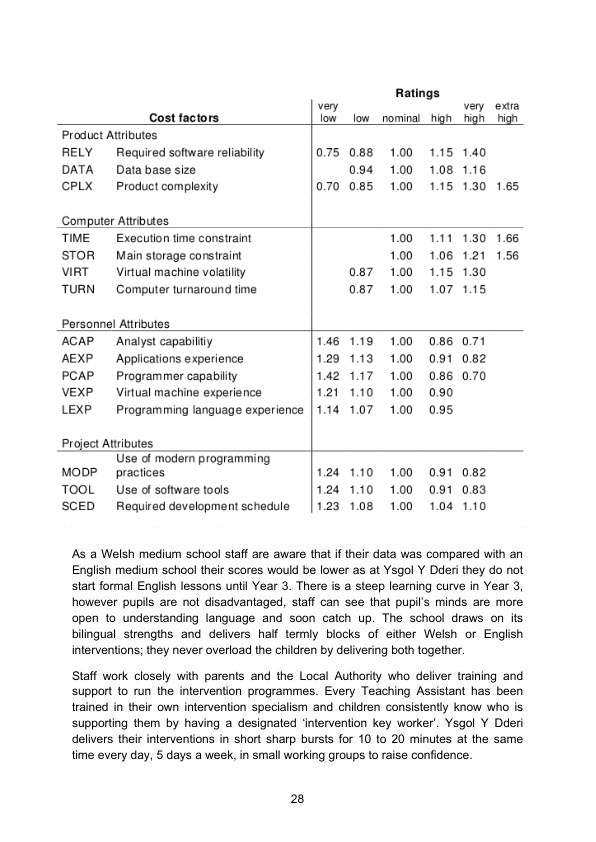 Ratings
very very extra
Cost factors low low nominal high high high
Product Attributes
RELY Required software reliability 0.75 0.88 1.00 1.15 1.40
DATA Data base size 0.94 1.00 1.08 1.16
CPLX Product complexity 0.70 0.85 1.00 1.15 1.30 1.65
Computer Attributes
TIME Execution time constraint 1.00 1.11 1.30 1.66
STOR Main storage constraint 1.00 1.06 1.21 1.56
VIRT Virtual machine volatility 0.87 1.00 1.15 1.30
TURN Computer turnaround time 0.87 1.00 1.07 1.15
Personnel Attributes
ACAP Analyst capabilitiy 1.46 1.19 1.00 0.86 0.71
AEXP Applications experience 1.29 1.13 1.00 0.91 0.82
PCAP Programmer capability 1.42 1.17 1.00 0.86 0.70
VEXP Virtual machine experience 1.21 1.10 1.00 0.90
LEXP Programming language experience 1.14 1.07 1.00 0.95
Project Attributes
Use of modern programming
MODP practices 1.24 1.10 1.00 0.91 0.82
TOOL Use of software tools 1.24 1.10 1.00 0.91 0.83
SCED Required development schedule 1.23 1.08 1.00 1.04 1.10
As a Welsh medium school staff are aware that if their data was compared with an
English medium school their scores would be lower as at Ysgol Y Dderi they do not
start formal English lessons until Year 3. There is a steep learning curve in Year 3,
however pupils are not disadvantaged, staff can see that pupil's minds are more
open to understanding language and soon catch up. The school draws on its
bilingual strengths and delivers half termly blocks of either Welsh or English
interventions; they never overload the children by delivering both together.
Staff work closely with parents and the Local Authority who deliver training and
support to run the intervention programmes. Every Teaching Assistant has been
trained in their own intervention specialism and children consistently know who is
supporting them by having a designated 'intervention key worker'. Ysgol Y Dderi
delivers their interventions in short sharp bursts for 10 to 20 minutes at the same
time every day, 5 days a week, in small working groups to raise confidence.
28